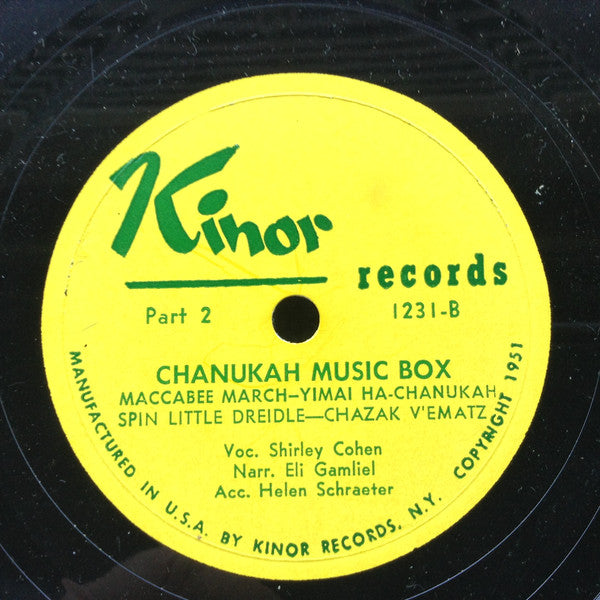 Kinor
records
Part 2
1231-B
CHANUKAH MUSIC BOX
MACCABEE MARCH—YIMAI HA-CHANUKAH
SPIN LITTLE DREIDLE—CHAZAK V'EMATZ
Voc. Shirley Cohen
Narr. Eli Gamliel
Acc. Helen Schraeter
MANUFACTURED IN U.S.A. BY KINOR RECORDS, N.Y. COPYRIGHT 1951